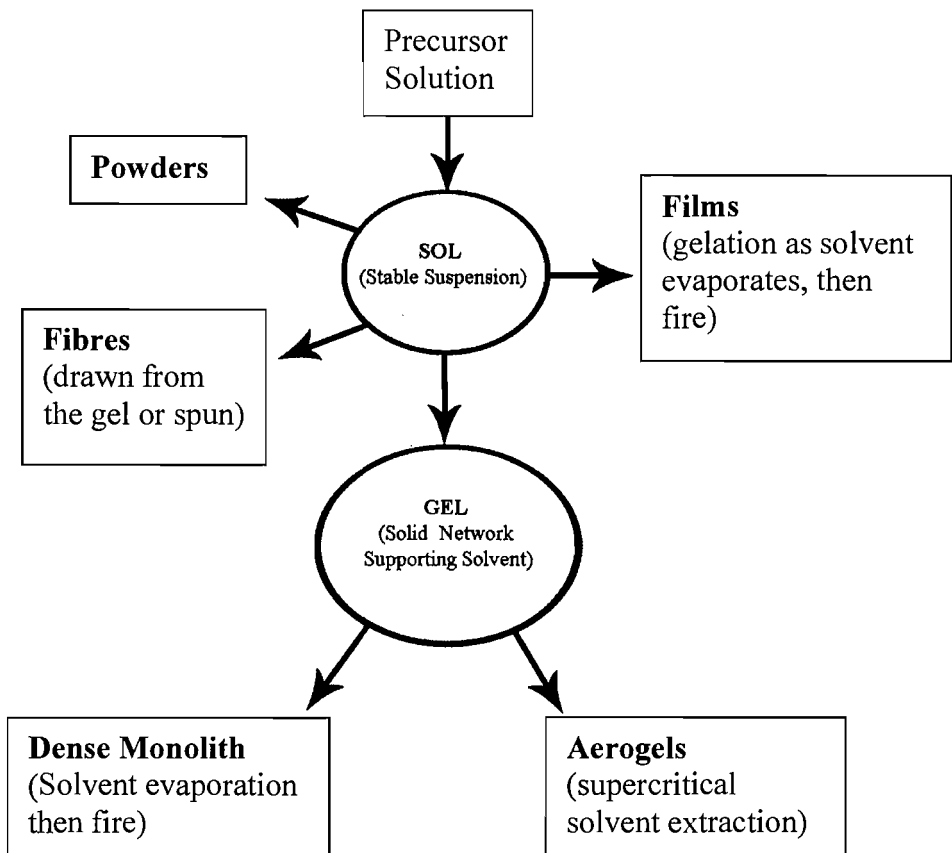 Precursor
Solution
Powders
SOL
(Stable Suspension)
Films
(gelation as solvent
evaporates, then
fire)
Fibres
(drawn from
the gel or spun)
GEL
(Solid Network
Supporting Solvent)
Dense Monolith
(Solvent evaporation
then fire)
Aerogels
(supercritical
solvent extraction)